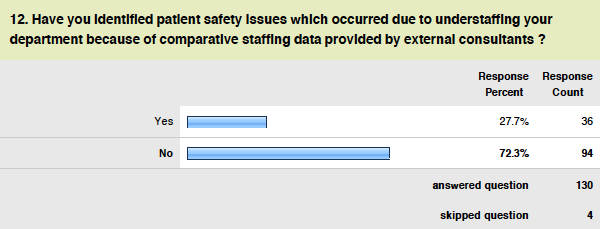 12. Have you identified patient safety issues which occurred due to understaffing your
department because of comparative staffing data provided by external consultants ?
Response Percent Response Count
Yes 27.7% 36
No 72.3% 94
answered question 130
skipped question 4